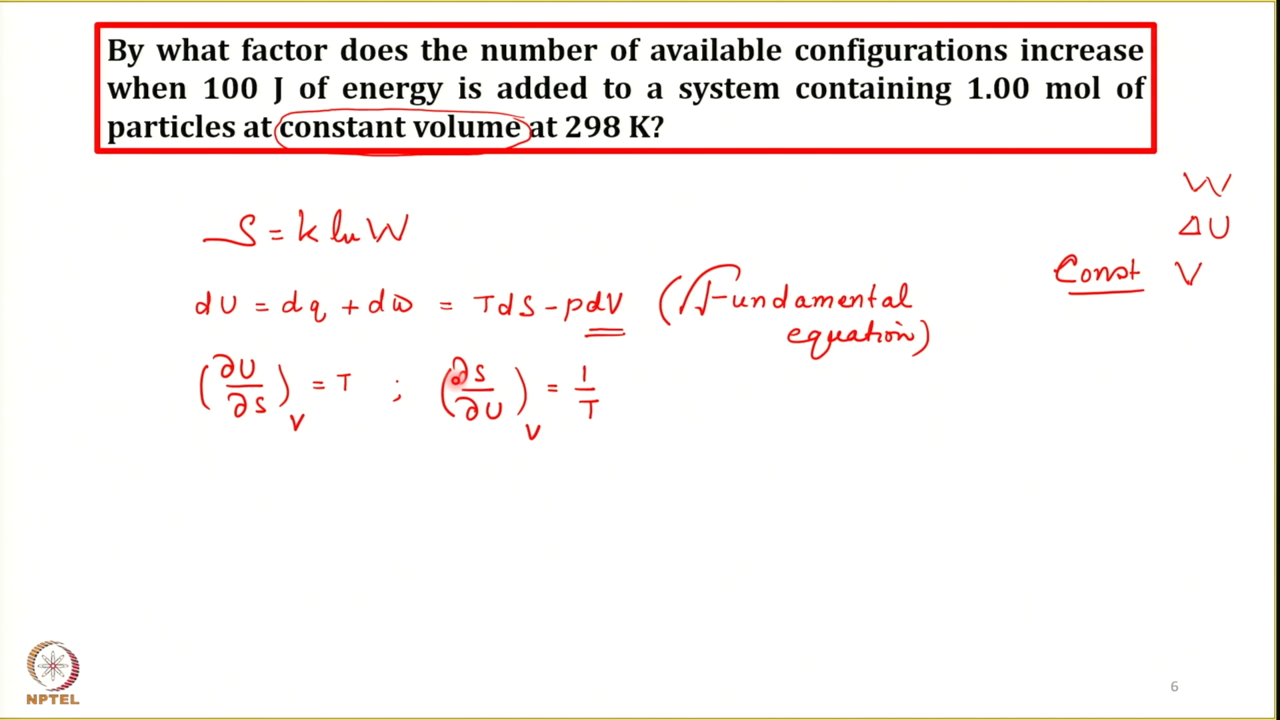 By what factor does the number of available configurations increase
when 100 J of energy is added to a system containing 1.00 mol of
particles at constant volume at 298 K?
W
S = k ln W
ΔU
Const V
dU = dq + dw = TdS - pdV (Fundamental
equation)
(∂U/∂S)_V = T ; (∂S/∂U)_V = 1/T
NPTEL
6